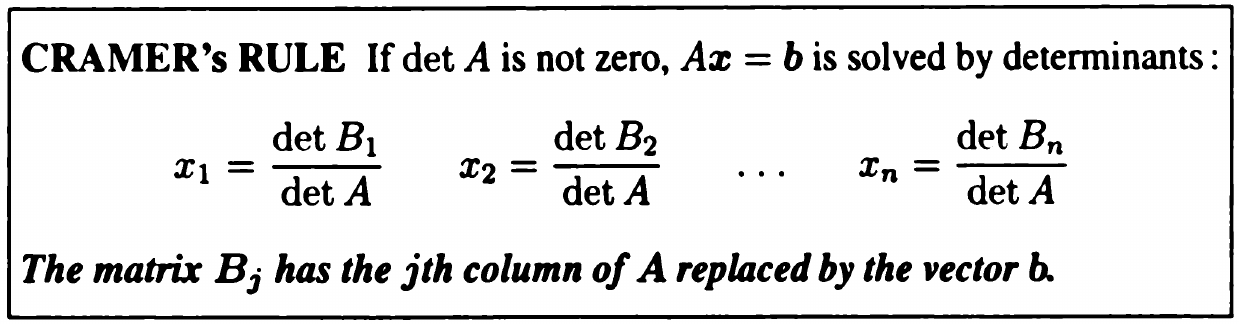 CRAMER's RULE If det A is not zero, Ax = b is solved by determinants:
x₁ = det B₁ / det A x₂ = det B₂ / det A ... xₙ = det Bₙ / det A
The matrix Bⱼ has the jth column of A replaced by the vector b.